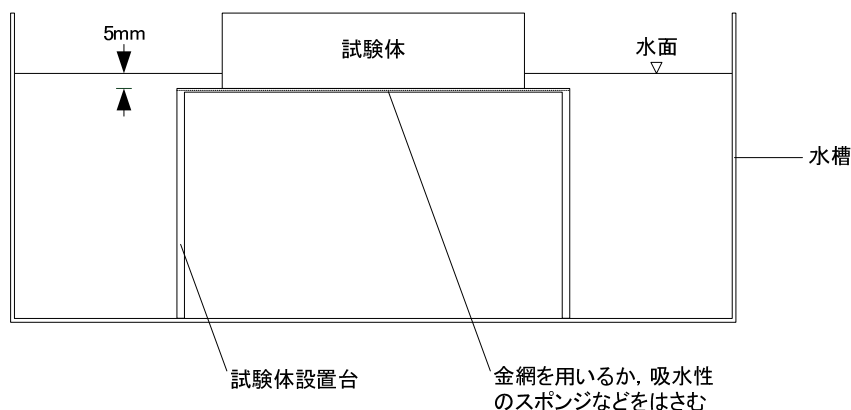 5mm
試験体
水面
水槽
試験体設置台
金網を用いるか，吸水性
のスポンジなどをはさむ